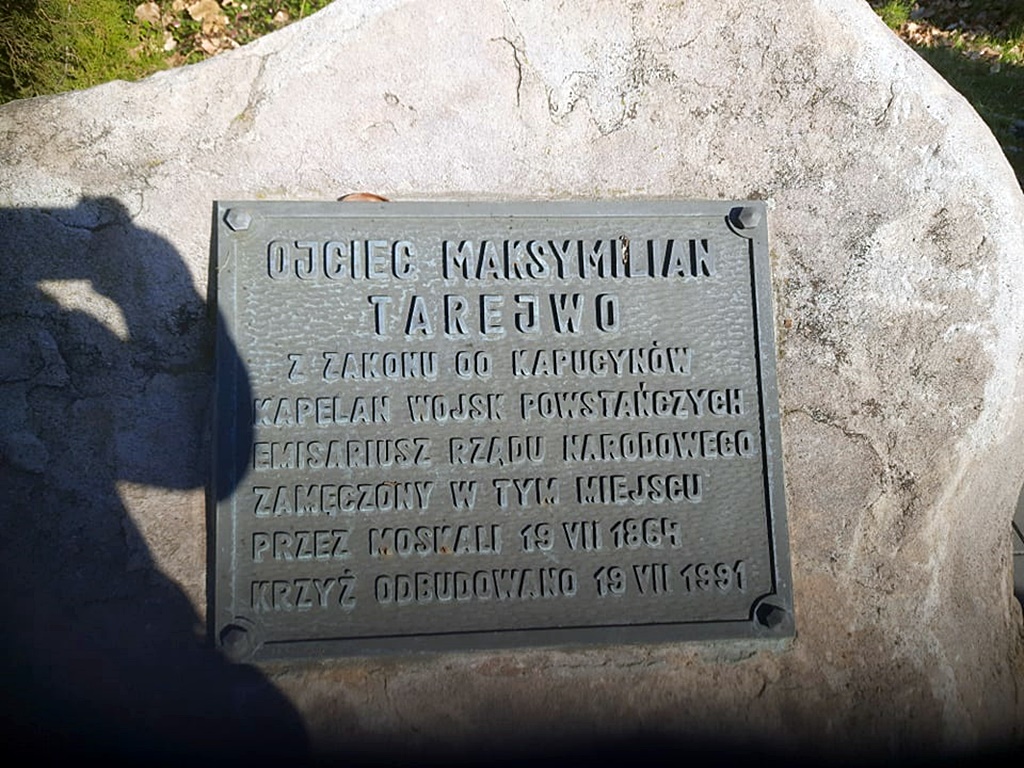 OJCIEC MAKSYMILIAN
TAREJWO
Z ZAKONU OO KAPUCYNÓW
KAPELAN WOJSK POWSTAŃCZYCH
EMISARIUSZ RZĄDU NARODOWEGO
ZAMĘCZONY W TYM MIEJSCU
PRZEZ MOSKALI 19 VII 1864
KRZYŻ ODBUDOWANO 19 VII 1991